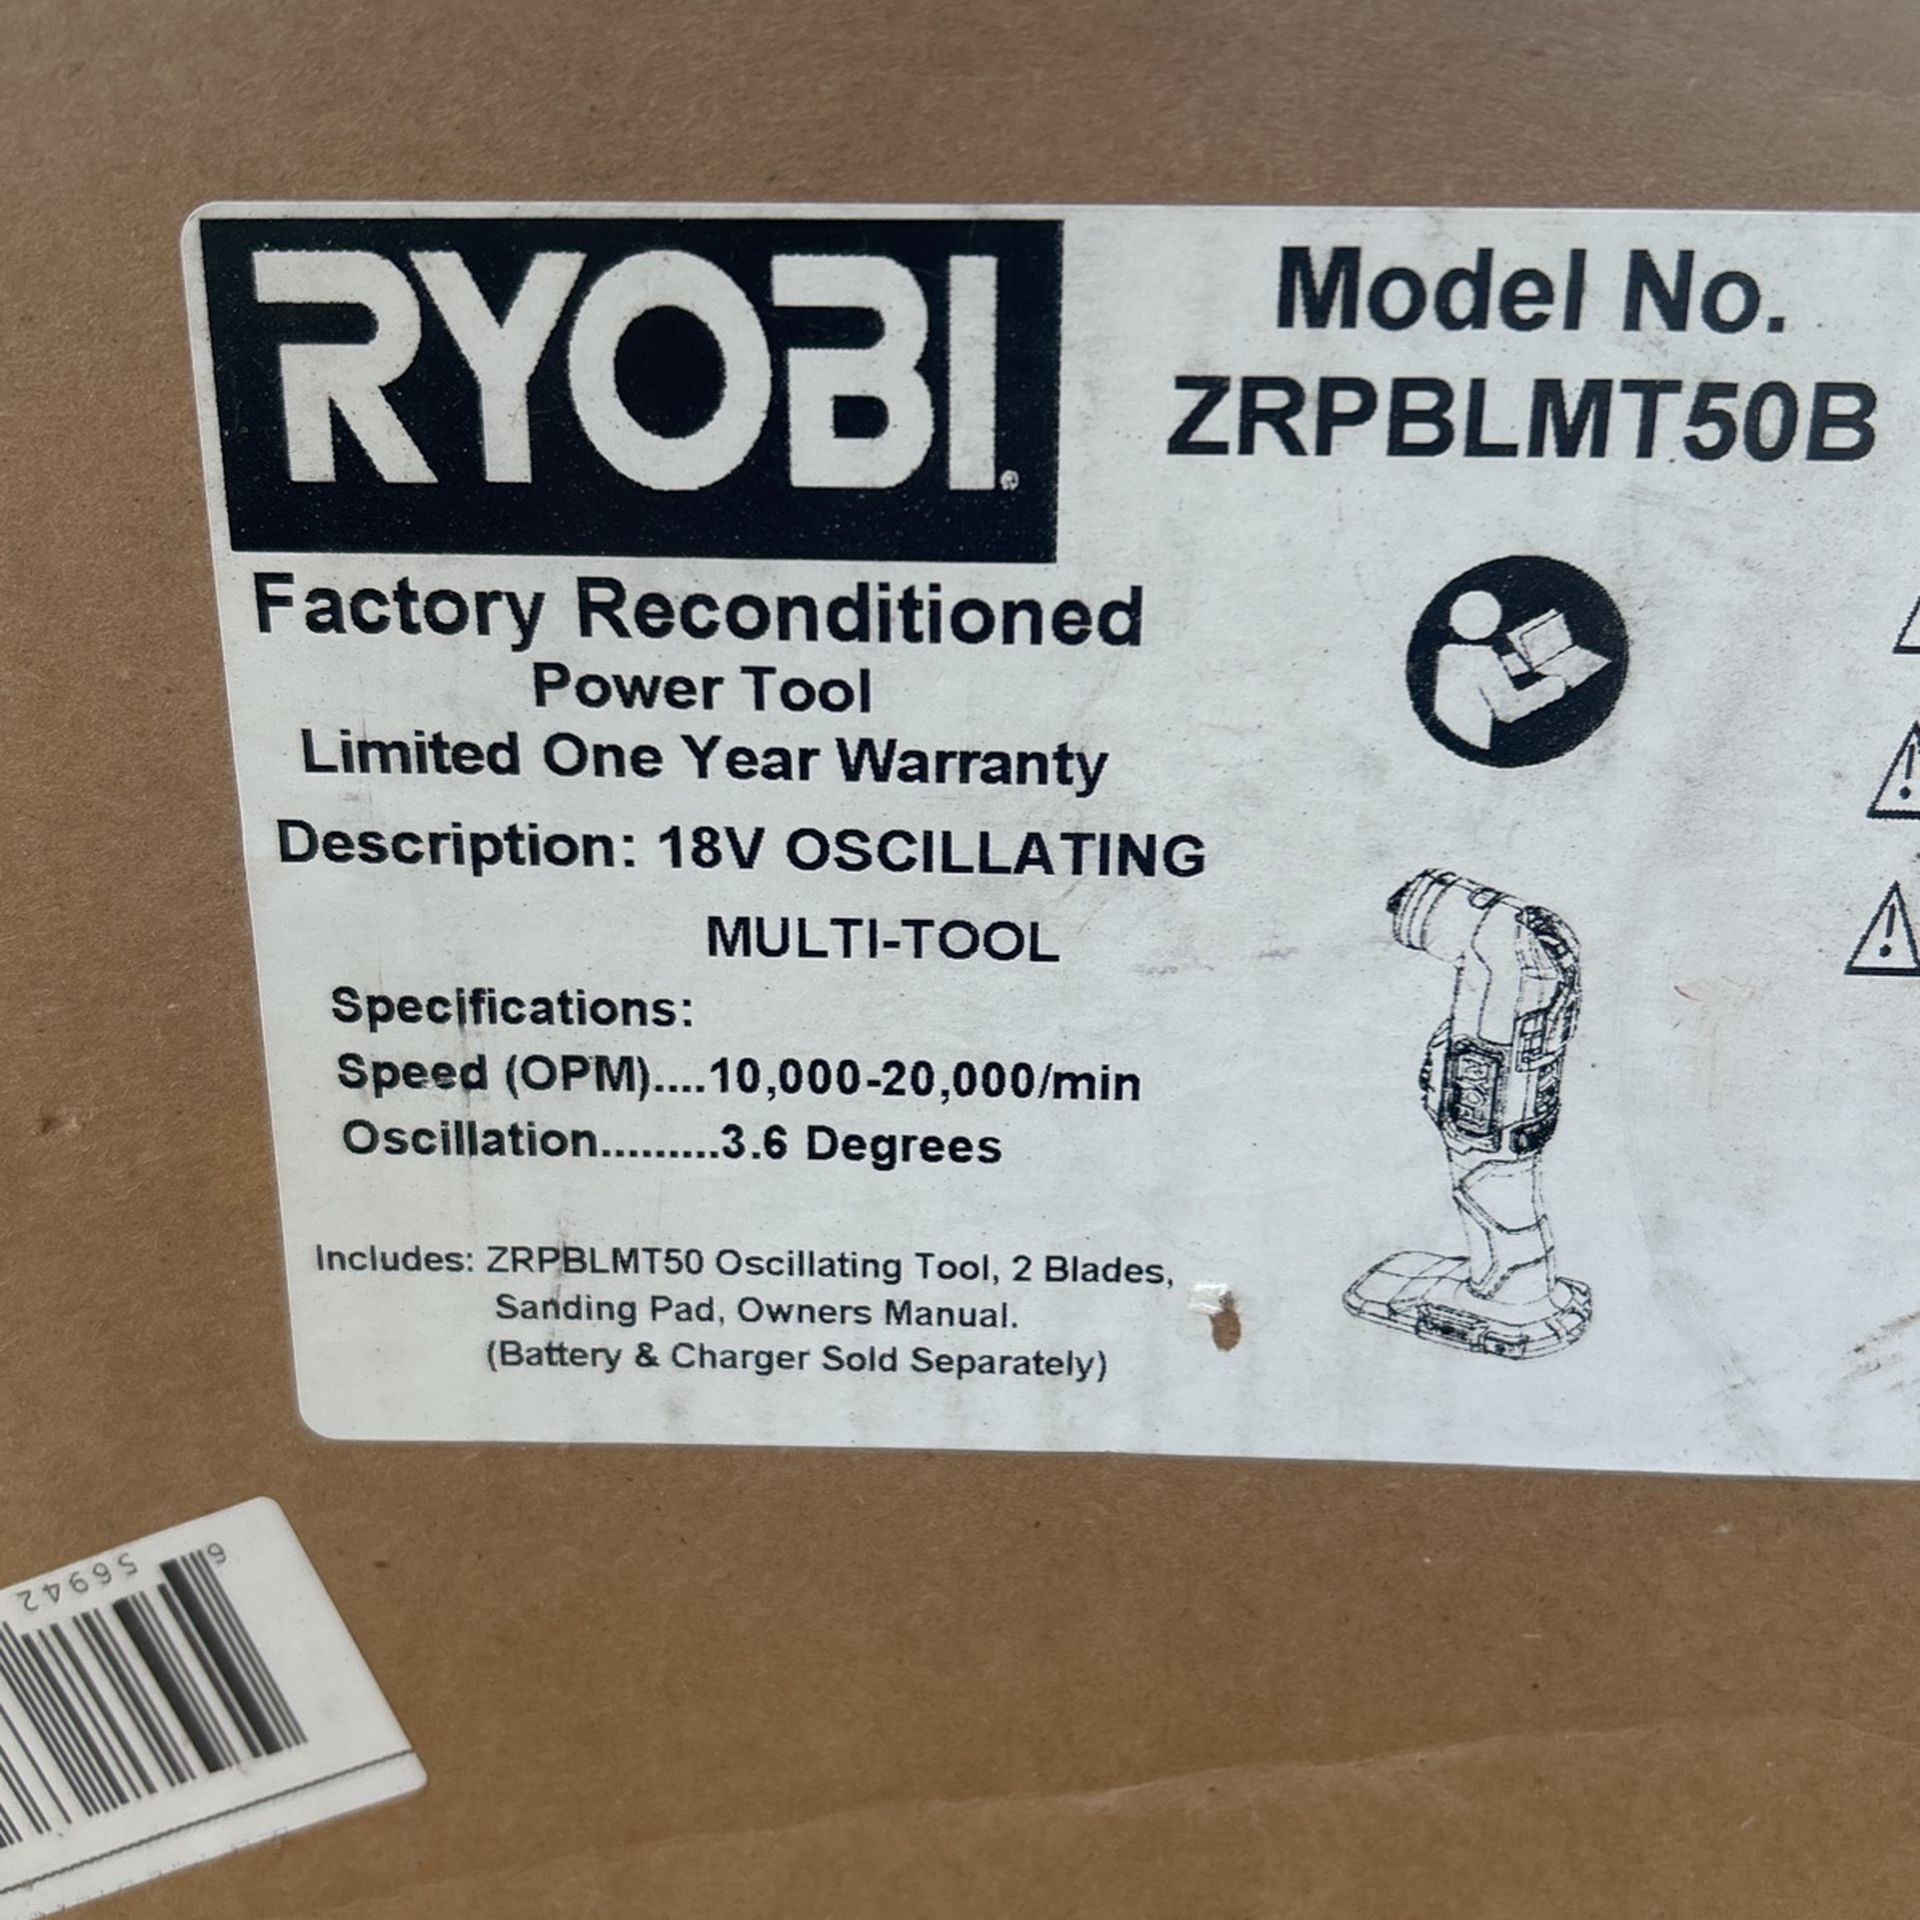 RYOBI®
Model No.
ZRPBLMT50B
Factory Reconditioned
Power Tool
Limited One Year Warranty
Description: 18V OSCILLATING
MULTI-TOOL
Specifications:
Speed (OPM)....10,000-20,000/min
Oscillation.........3.6 Degrees
Includes: ZRPBLMT50 Oscillating Tool, 2 Blades,
Sanding Pad, Owners Manual.
(Battery & Charger Sold Separately)
RYOBI
6 56942